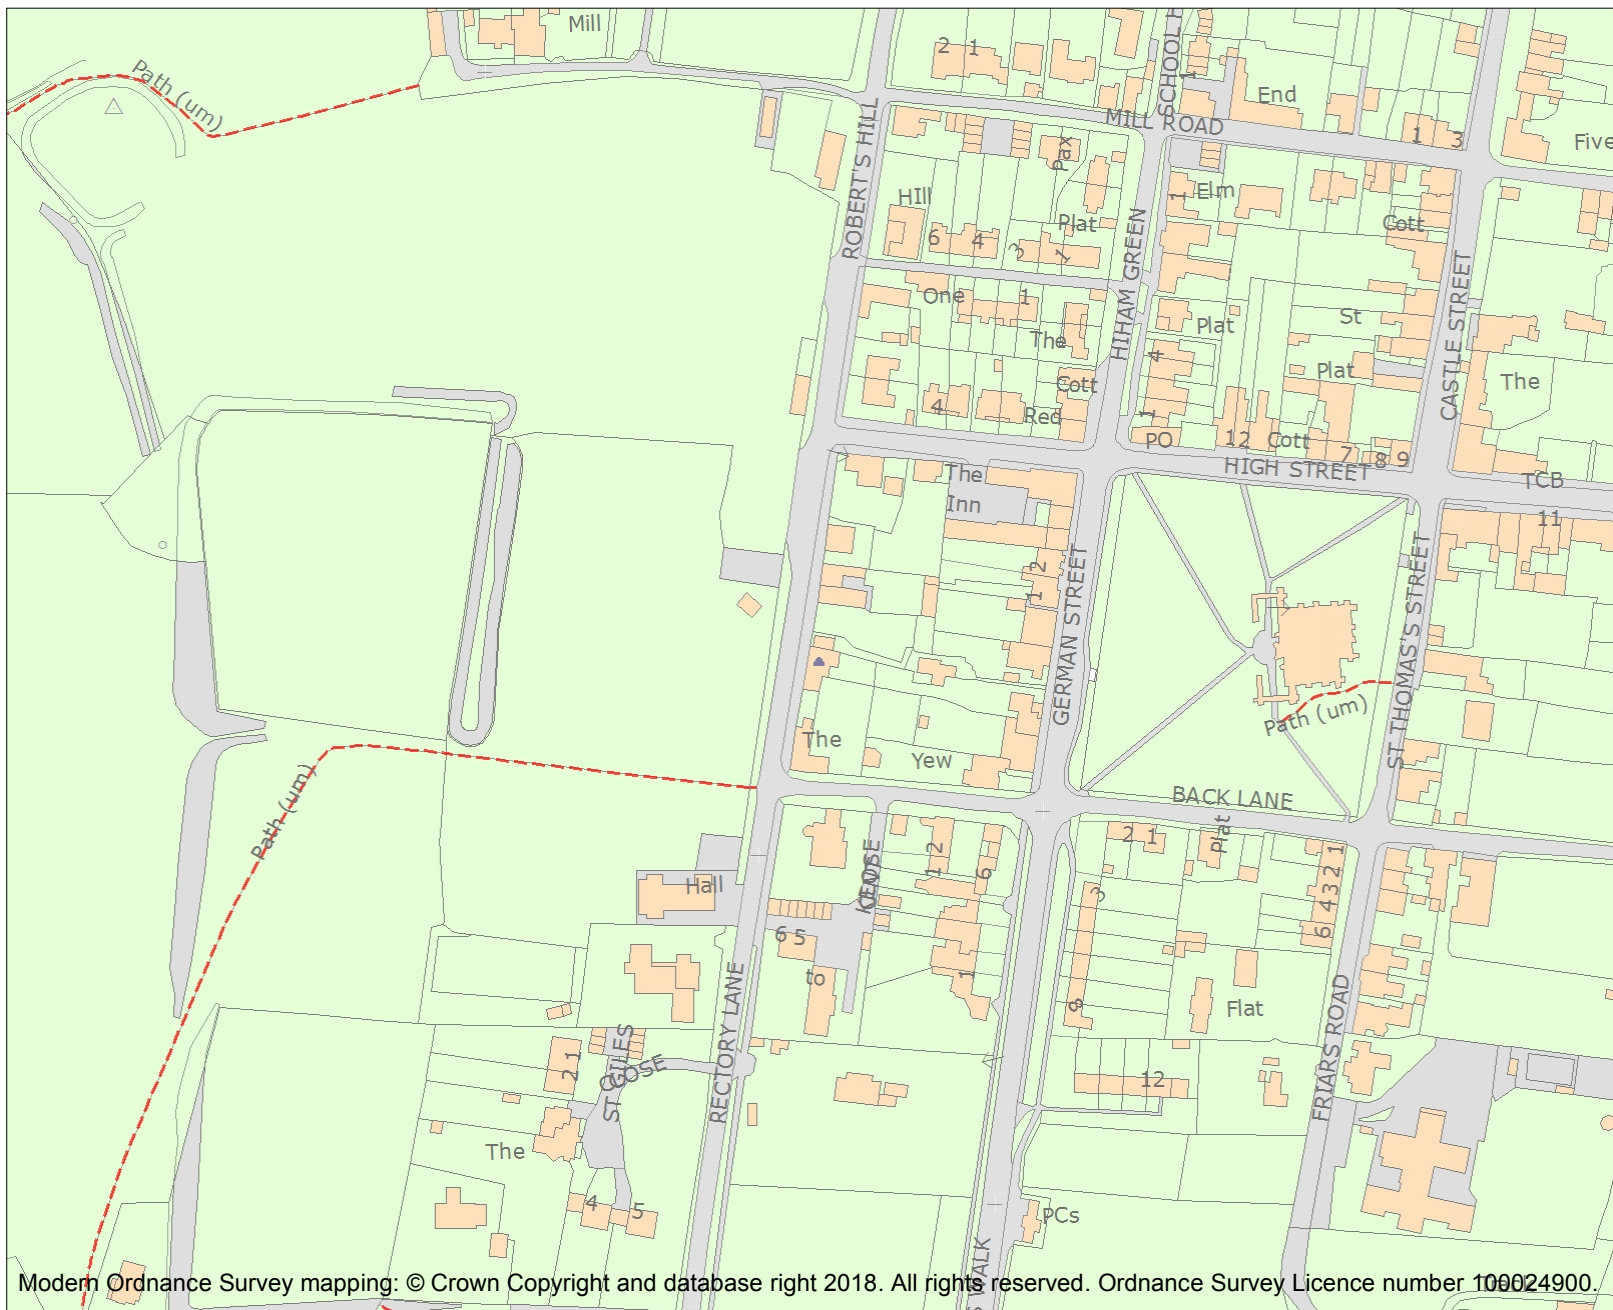 Mill
2 1
Path (um)
SCHOOL
1
End
MILL ROAD
1
3
Five
ROBERT'S HILL
Pax
HIll
Elm
1
Plat
Cott
6
4
3
1
HIHAM GREEN
CASTLE STREET
One
1
The
Plat
St
4
Plat
The
Cott
4
Red
1
PO
12
Cott
7
8
9
HIGH STREET
The
Inn
TCB
11
1 2
GERMAN STREET
ST THOMAS'S STREET
Path (um)
The
Yew
BACK LANE
Path (um)
2 1
Plat
Hall
CLOSE
1 2
6
3
6 4 3 2 1
6 5
to
1
8
Flat
RECTORY LANE
FRIARS ROAD
2 1
ST GILES
CLOSE
12
The
4
5
PCs
WALK
Modern Ordnance Survey mapping: © Crown Copyright and database right 2018. All rights reserved. Ordnance Survey Licence number 100024900.